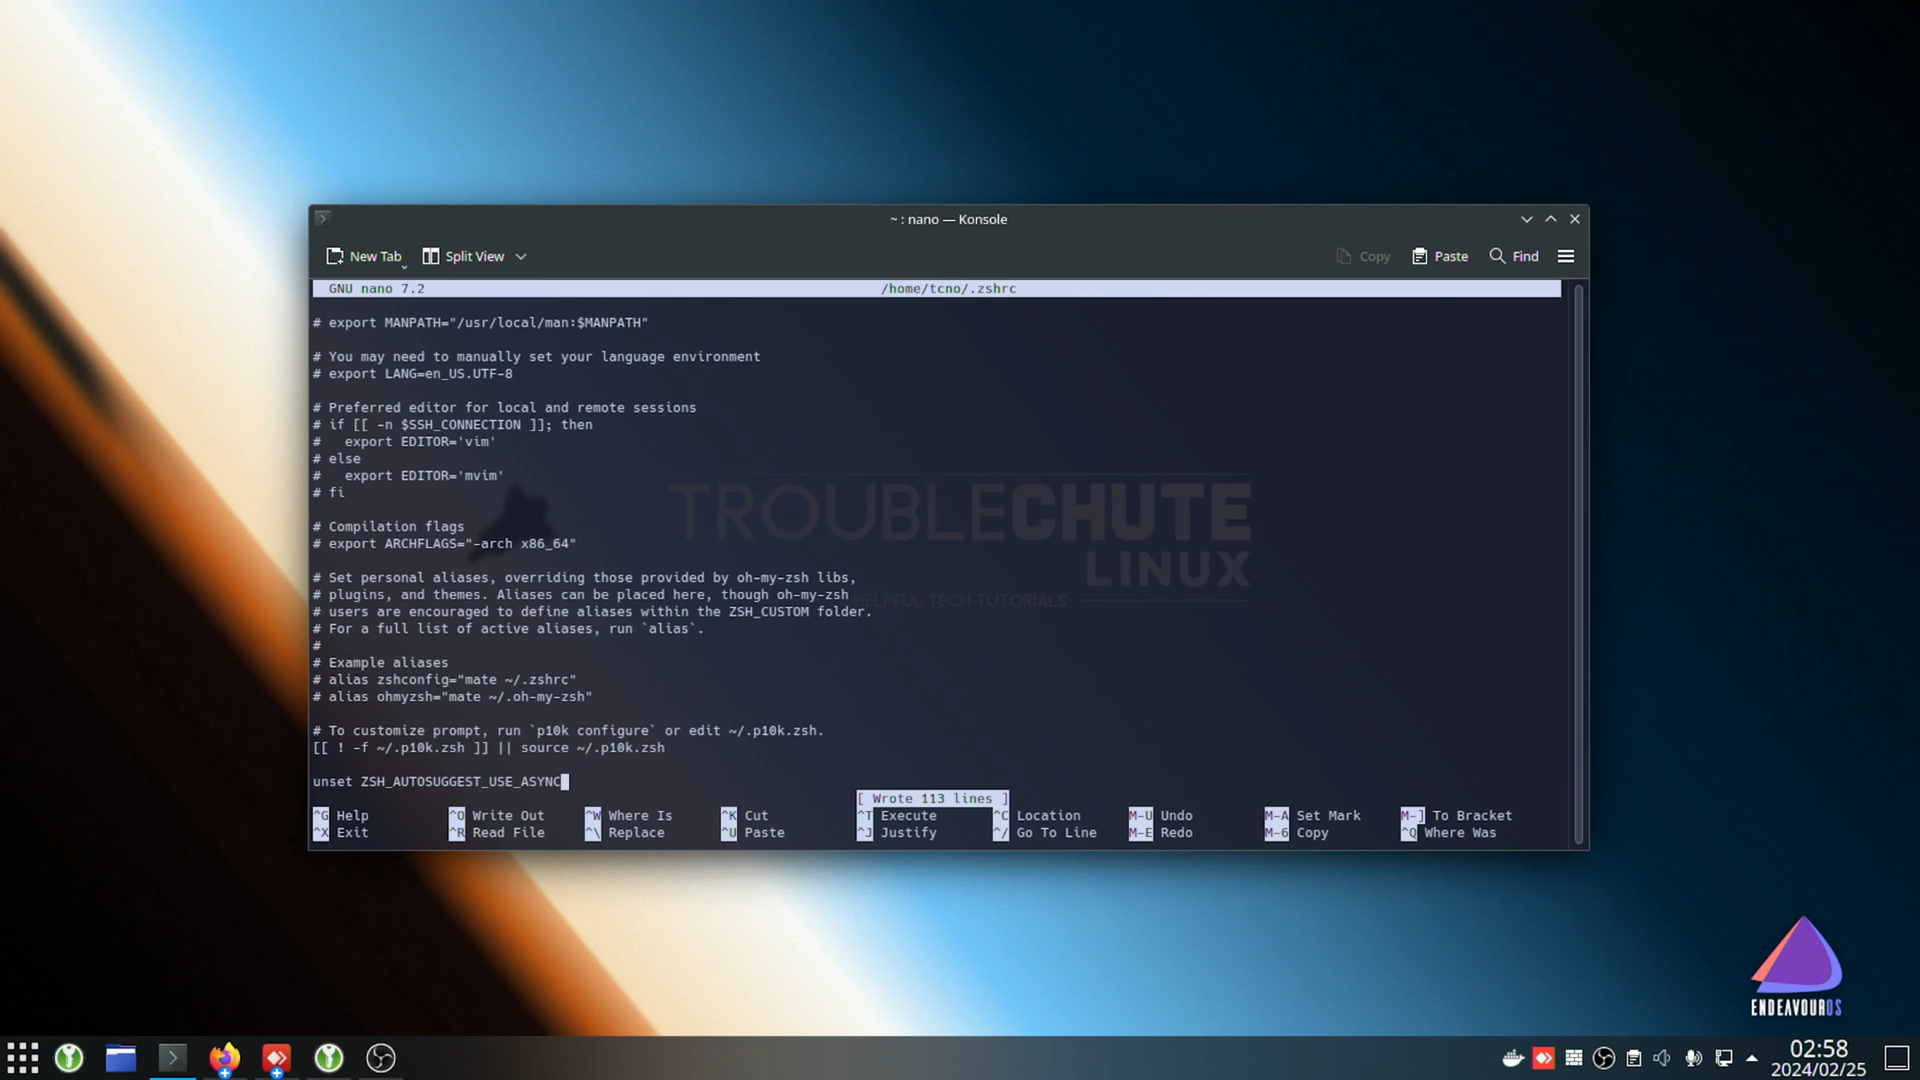 ~ : nano — Konsole
New Tab
Split View
Copy
Paste
Find
GNU nano 7.2
/home/tcno/.zshrc
# export MANPATH="/usr/local/man:$MANPATH"
# You may need to manually set your language environment
# export LANG=en_US.UTF-8
# Preferred editor for local and remote sessions
# if [[ -n $SSH_CONNECTION ]]; then
#   export EDITOR='vim'
# else
#   export EDITOR='mvim'
# fi
# Compilation flags
# export ARCHFLAGS="-arch x86_64"
# Set personal aliases, overriding those provided by oh-my-zsh libs,
# plugins, and themes. Aliases can be placed here, though oh-my-zsh
# users are encouraged to define aliases within the ZSH_CUSTOM folder.
# For a full list of active aliases, run `alias`.
#
# Example aliases
# alias zshconfig="mate ~/.zshrc"
# alias ohmyzsh="mate ~/.oh-my-zsh"
# To customize prompt, run `p10k configure` or edit ~/.p10k.zsh.
[[ ! -f ~/.p10k.zsh ]] || source ~/.p10k.zsh
unset ZSH_AUTOSUGGEST_USE_ASYNC
TROUBLECHUTE
LINUX
HELPFUL TECH TUTORIALS
[ Wrote 113 lines ]
^G Help ^O Write Out ^W Where Is ^K Cut ^T Execute ^C Location M-U Undo M-A Set Mark M-] To Bracket
^X Exit ^R Read File ^\ Replace ^U Paste ^J Justify ^/ Go To Line M-E Redo M-6 Copy ^Q Where Was
ENDEAVOUROS
02:58
2024/02/25